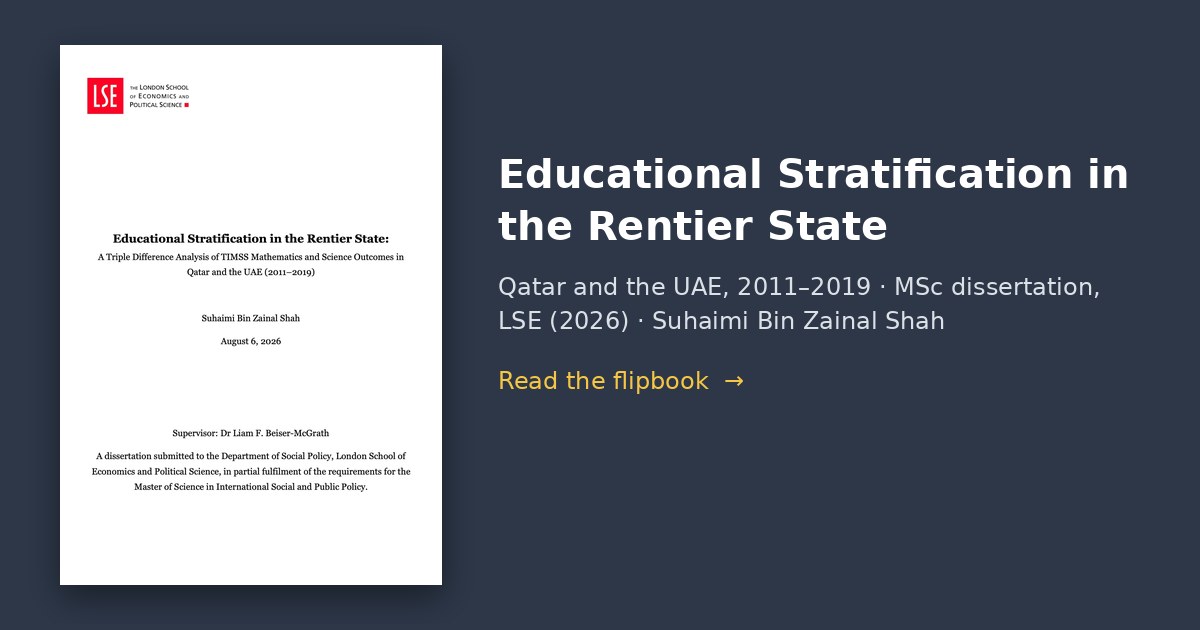 LSE
THE LONDON SCHOOL
OF ECONOMICS AND
POLITICAL SCIENCE
Educational Stratification in the Rentier State:
A Triple Difference Analysis of TIMSS Mathematics and Science Outcomes in
Qatar and the UAE (2011–2019)
Suhaimi Bin Zainal Shah
August 6, 2026
Supervisor: Dr Liam F. Beiser-McGrath
A dissertation submitted to the Department of Social Policy, London School of
Economics and Political Science, in partial fulfilment of the requirements for the
Master of Science in International Social and Public Policy.
Educational Stratification in
the Rentier State
Qatar and the UAE, 2011–2019 · MSc dissertation,
LSE (2026) · Suhaimi Bin Zainal Shah
Read the flipbook →